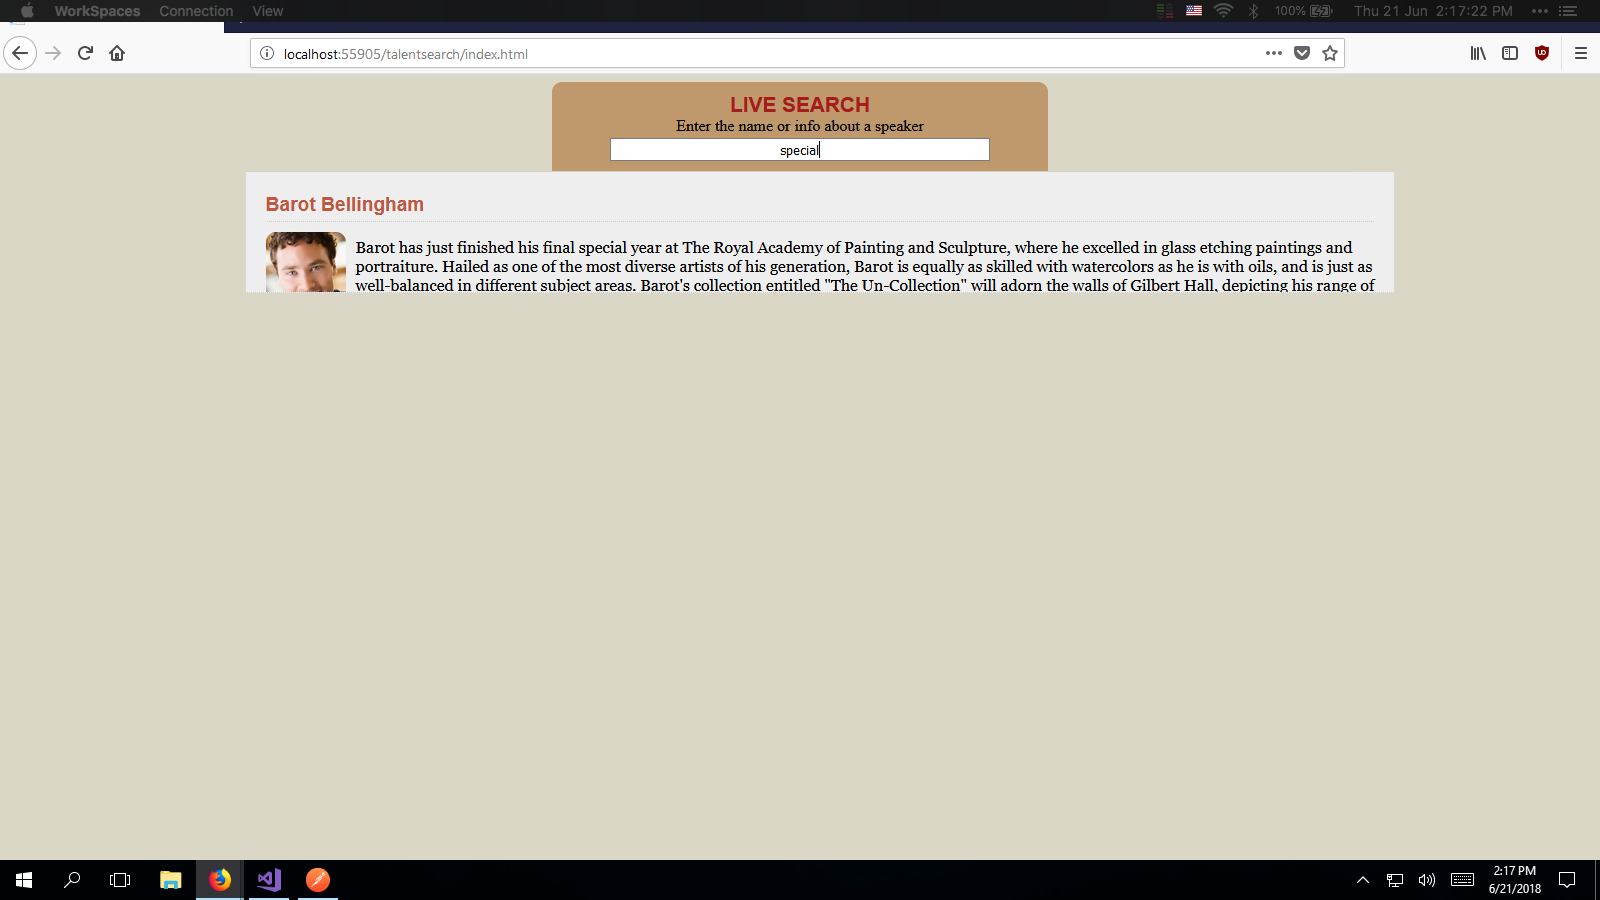 WorkSpaces Connection View 100% Thu 21 Jun 2:17:22 PM
localhost:55905/talentsearch/index.html
LIVE SEARCH
Enter the name or info about a speaker
special
Barot Bellingham
Barot has just finished his final special year at The Royal Academy of Painting and Sculpture, where he excelled in glass etching paintings and
portraiture. Hailed as one of the most diverse artists of his generation, Barot is equally as skilled with watercolors as he is with oils, and is just as
well-balanced in different subject areas. Barot's collection entitled "The Un-Collection" will adorn the walls of Gilbert Hall, depicting his range of
2:17 PM
6/21/2018